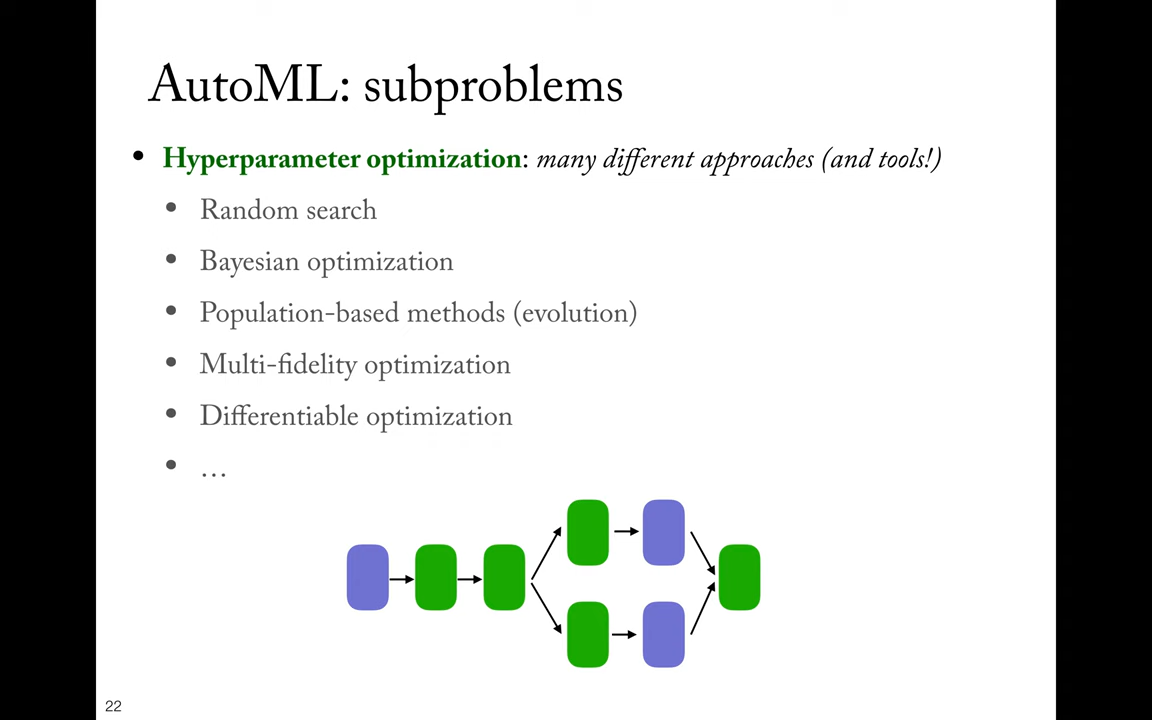 AutoML: subproblems
• Hyperparameter optimization: many different approaches (and tools!)
• Random search
• Bayesian optimization
• Population-based methods (evolution)
• Multi-fidelity optimization
• Differentiable optimization
• …
22